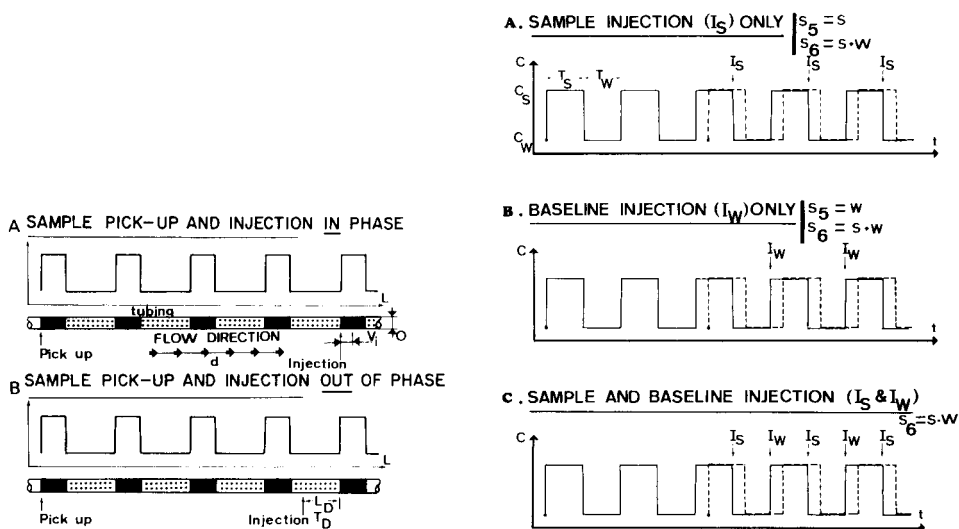 A SAMPLE PICK-UP AND INJECTION IN PHASE
L
tubing
FLOW DIRECTION
d
Pick up
Injection
Vi
O
B SAMPLE PICK-UP AND INJECTION OUT OF PHASE
L
Pick up
Injection
LD
TD
A. SAMPLE INJECTION (IS) ONLY
S5 = S
S6 = S·W
C
IS IS IS
TS TW
CS
CW
t
B. BASELINE INJECTION (IW) ONLY
S5 = W
S6 = S·W
IW IW
C. SAMPLE AND BASELINE INJECTION (IS & IW)
S6 = S·W
C
IS IW IS IW IS
t